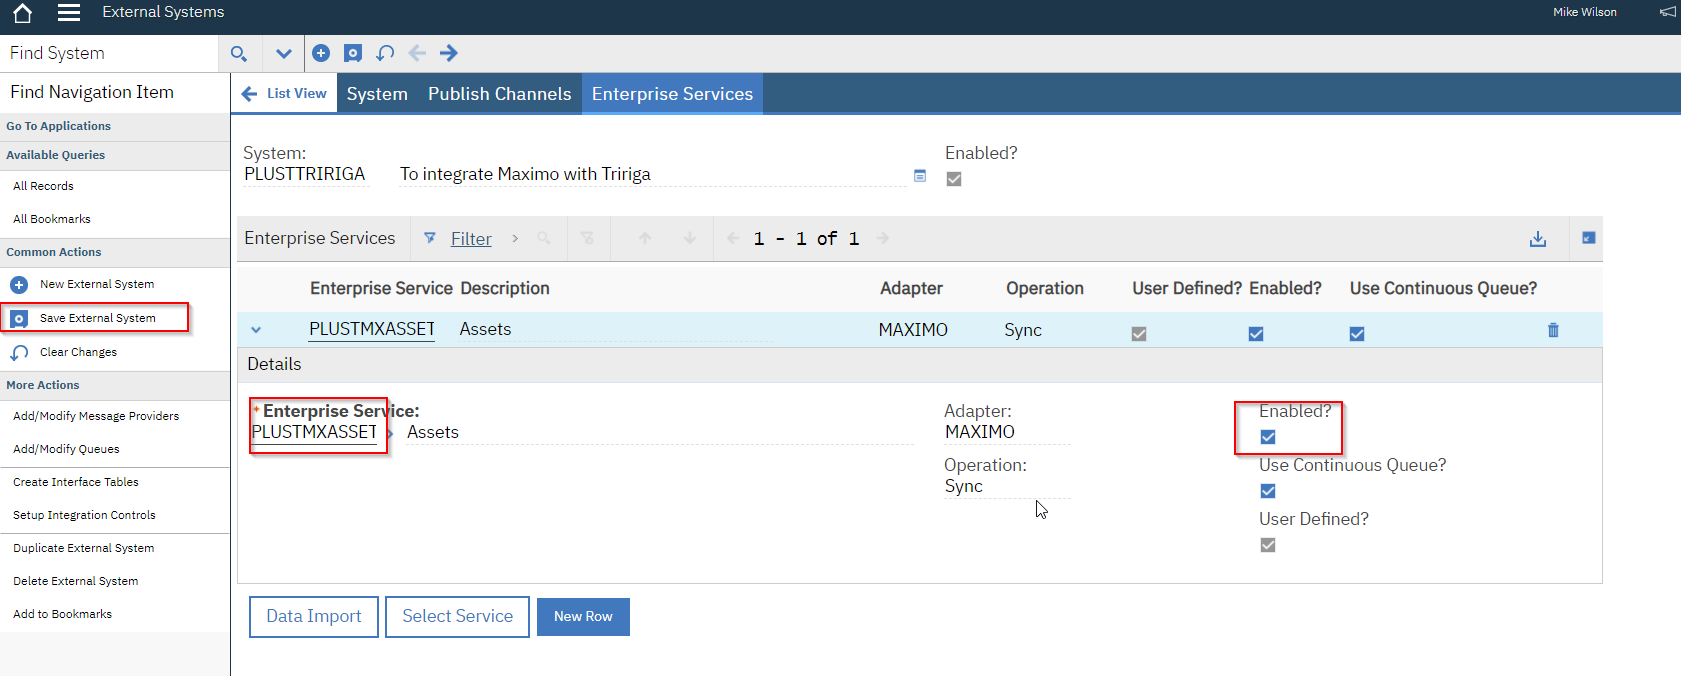 External Systems
Mike Wilson
Find System
Find Navigation Item
List View System Publish Channels Enterprise Services
Go To Applications
Available Queries
All Records
All Bookmarks
Common Actions
New External System
Save External System
Clear Changes
More Actions
Add/Modify Message Providers
Add/Modify Queues
Create Interface Tables
Setup Integration Controls
Duplicate External System
Delete External System
Add to Bookmarks
System:
PLUSTTRIRIGA To integrate Maximo with Tririga
Enabled?
Enterprise Services Filter 1 - 1 of 1
Enterprise Service Description Adapter Operation User Defined? Enabled? Use Continuous Queue?
PLUSTMXASSET Assets MAXIMO Sync
Details
* Enterprise Service:
PLUSTMXASSET Assets
Adapter:
MAXIMO
Operation:
Sync
Enabled?
Use Continuous Queue?
User Defined?
Data Import Select Service New Row